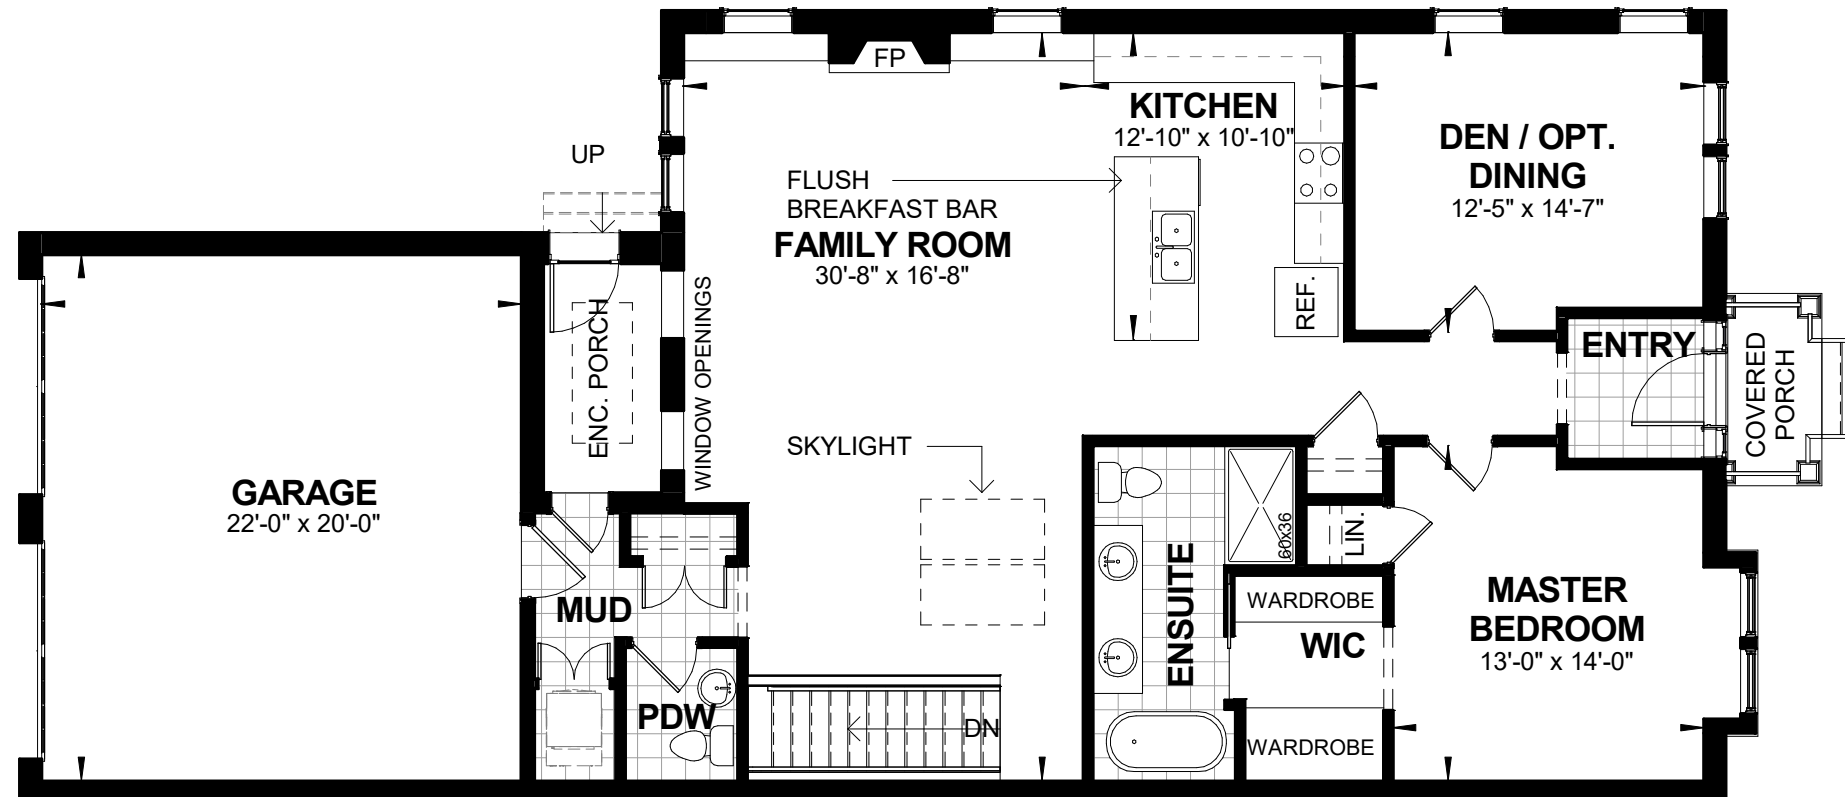 FP
KITCHEN
12'-10" x 10'-10"
DEN / OPT.
DINING
12'-5" x 14'-7"
UP
FLUSH
BREAKFAST BAR
FAMILY ROOM
30'-8" x 16'-8"
REF.
ENC. PORCH
WINDOW OPENINGS
ENTRY
COVERED
PORCH
SKYLIGHT
GARAGE
22'-0" x 20'-0"
60x36
LIN.
MUD
ENSUITE
WARDROBE
WIC
MASTER
BEDROOM
13'-0" x 14'-0"
PDW
DN
WARDROBE